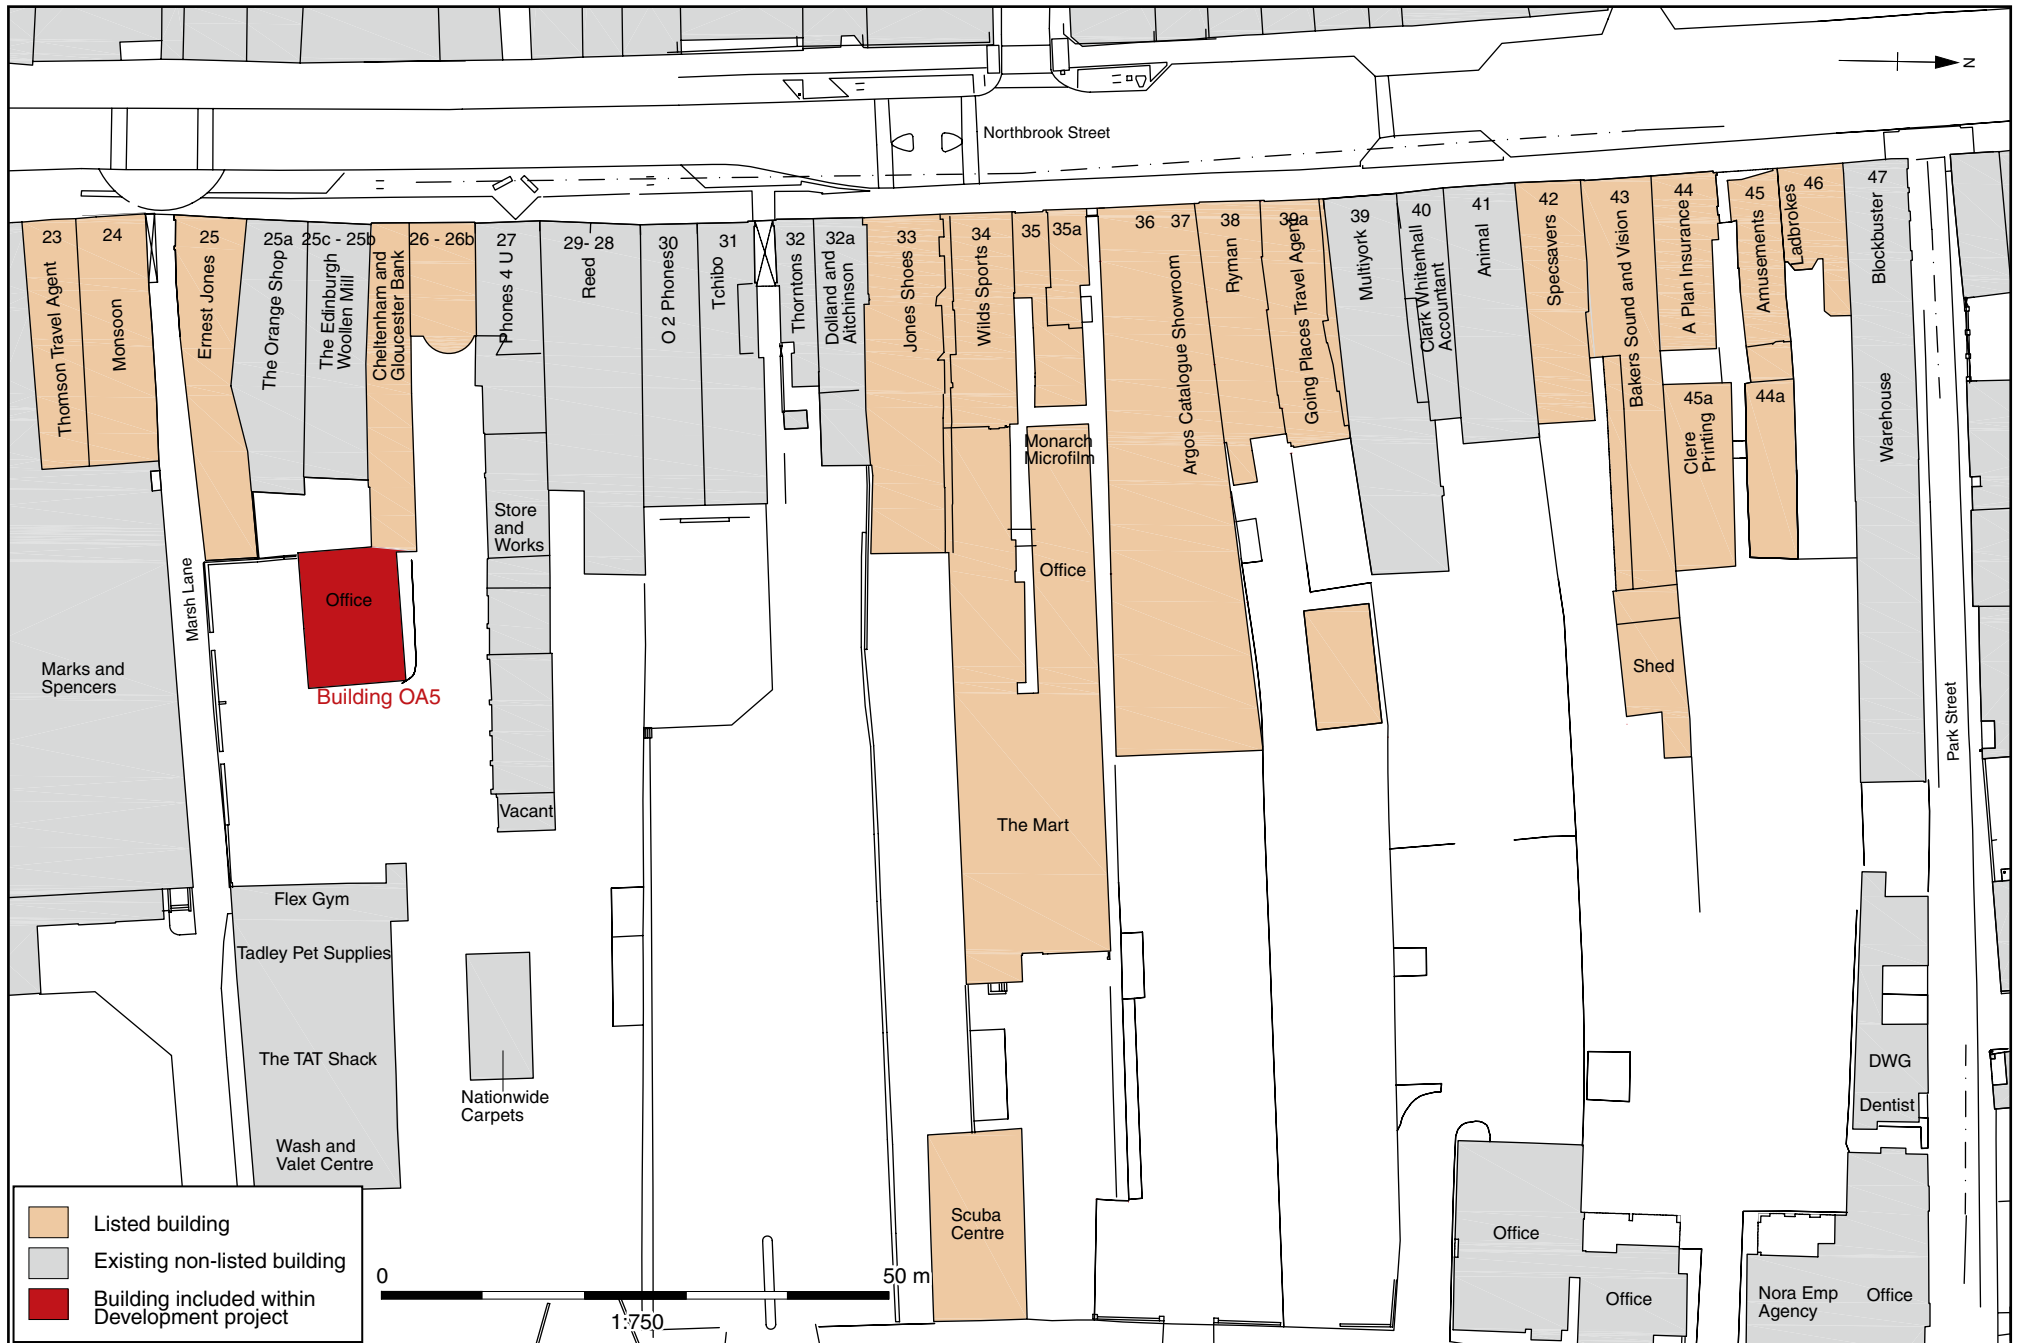 N
Northbrook Street
23
Thomson Travel Agent
24
Monsoon
25
Ernest Jones
25a
The Orange Shop
25c - 25b
The Edinburgh
Woollen Mill
Cheltenham and
Gloucester Bank
26 - 26b
27
Phones 4 U
29- 28
Reed
30
O 2 Phones
31
Tchibo
32
Thorntons
32a
Dolland and
Aitchinson
33
Jones Shoes
34
Wilds Sports
35
35a
36
37
Argos Catalogue Showroom
38
Ryman
39a
Going Places Travel Agent
39
Multiyork
40
Clark Whitenhall
Accountant
41
Animal
42
Specsavers
43
Bakers Sound and Vision
44
A Plan Insurance
45
Amusements
46
Ladbrokes
47
Blockbuster
Warehouse
45a
Clere
Printing
44a
Monarch
Microfilm
Office
Store
and
Works
Marsh Lane
Office
Building OA5
Marks and
Spencers
Shed
Park Street
Vacant
The Mart
Flex Gym
Tadley Pet Supplies
The TAT Shack
Wash and
Valet Centre
Nationwide
Carpets
DWG
Dentist
Scuba
Centre
Office
Office
Nora Emp
Agency
Office
Listed building
Existing non-listed building
Building included within
Development project
0
50 m
1:750